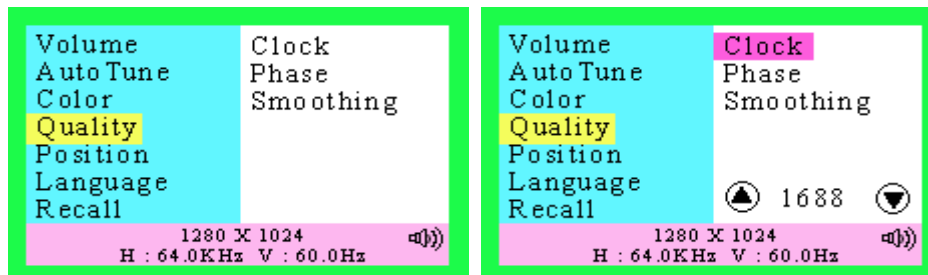 Volume
Auto Tune
Color
Quality
Position
Language
Recall
Clock
Phase
Smoothing
1280 X 1024
H : 64.0KHz V : 60.0Hz
Volume
Auto Tune
Color
Quality
Position
Language
Recall
Clock
Phase
Smoothing
1688
1280 X 1024
H : 64.0KHz V : 60.0Hz